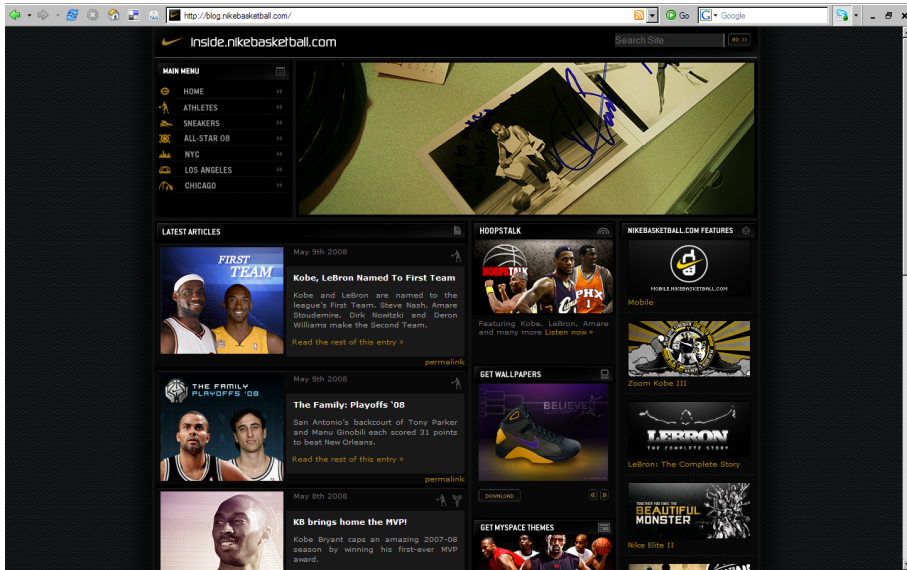 http://blog.nikebasketball.com/
Go
Google
inside.nikebasketball.com
Search Site
GO >>
MAIN MENU
HOME
ATHLETES
SNEAKERS
ALL-STAR 08
NYC
LOS ANGELES
CHICAGO
LATEST ARTICLES
FIRST
TEAM
May 9th 2008
Kobe, LeBron Named To First Team
Kobe and LeBron are named to the
league's First Team. Steve Nash, Amare
Stoudemire, Dirk Nowitzki and Deron
Williams make the Second Team.
Read the rest of this entry »
permalink
THE FAMILY
PLAYOFFS '08
May 9th 2008
The Family: Playoffs '08
San Antonio's backcourt of Tony Parker
and Manu Ginobili each scored 31 points
to beat New Orleans.
Read the rest of this entry »
permalink
May 8th 2008
KB brings home the MVP!
Kobe Bryant caps an amazing 2007-08
season by winning his first-ever MVP
award.
HOOPSTALK
HOOPSTALK
PHX
1
Featuring Kobe, LeBron, Amare
and many more Listen now »
GET WALLPAPERS
BELIEVE
DOWNLOAD
«
»
GET MYSPACE THEMES
NIKEBASKETBALL.COM FEATURES
MOBILE.NIKEBASKETBALL.COM
Mobile
Zoom Kobe III
LEBRON
THE COMPLETE STORY
LeBron: The Complete Story
TOGETHER YOU MAKE THE
BEAUTIFUL
MONSTER
Nike Elite II